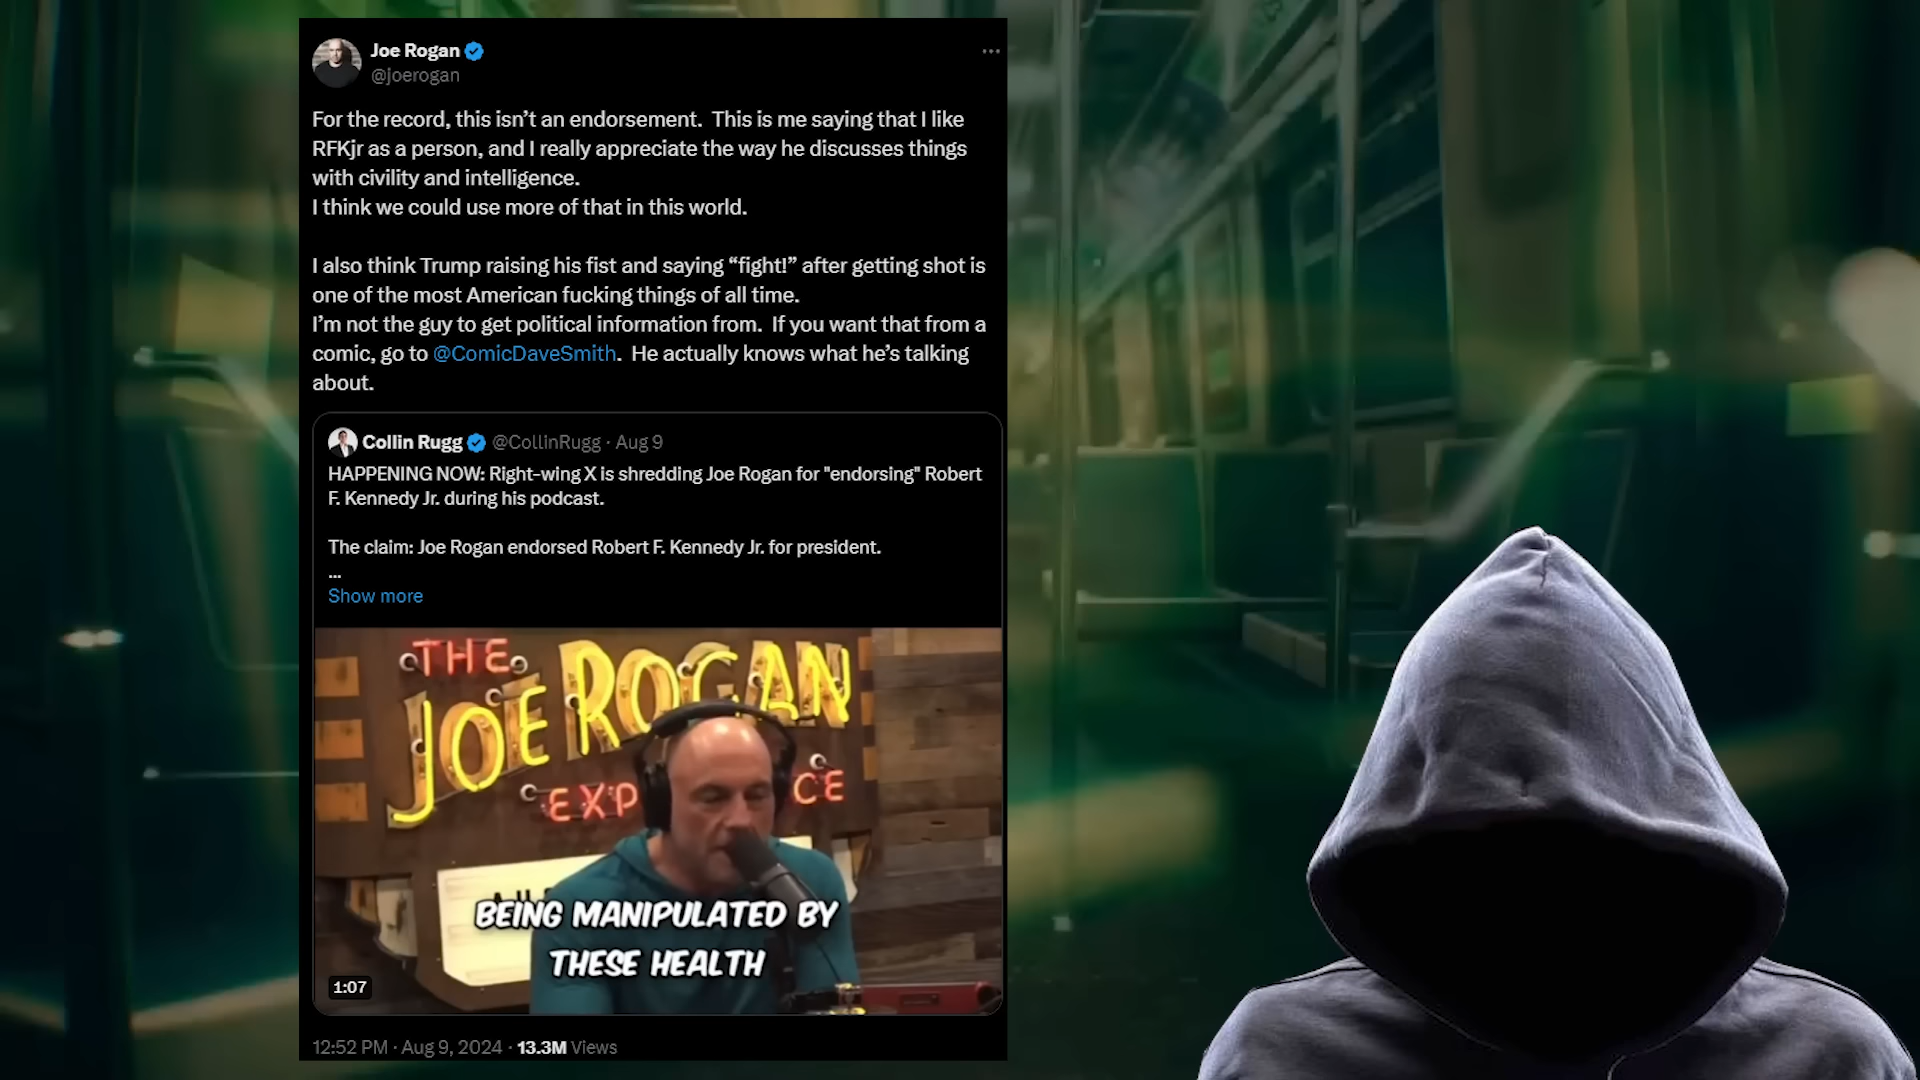 Joe Rogan
@joerogan
For the record, this isn’t an endorsement.  This is me saying that I like
RFKjr as a person, and I really appreciate the way he discusses things
with civility and intelligence.
I think we could use more of that in this world.
I also think Trump raising his fist and saying “fight!” after getting shot is
one of the most American fucking things of all time.
I’m not the guy to get political information from.  If you want that from a
comic, go to @ComicDaveSmith.  He actually knows what he’s talking
about.
Collin Rugg @CollinRugg · Aug 9
HAPPENING NOW: Right-wing X is shredding Joe Rogan for "endorsing" Robert
F. Kennedy Jr. during his podcast.
The claim: Joe Rogan endorsed Robert F. Kennedy Jr. for president.
...
Show more
THE
JOE ROGAN
EXP CE
BEING MANIPULATED BY
THESE HEALTH
1:07
12:52 PM · Aug 9, 2024 · 13.3M Views